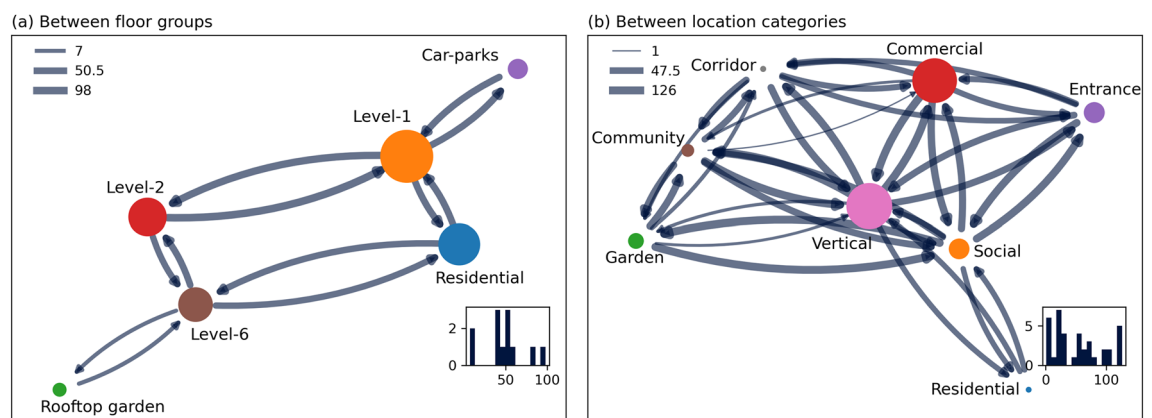 (a) Between floor groups
7
50.5
98
Car-parks
Level-1
Level-2
Residential
Level-6
Rooftop garden
2
0
50
100
(b) Between location categories
1
47.5
126
Commercial
Corridor
Entrance
Community
Vertical
Social
Garden
Residential
5
0
0
100